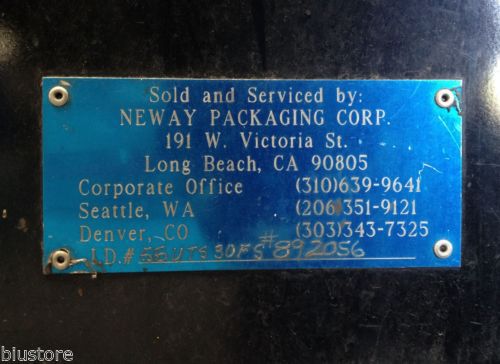 Sold and Serviced by:
NEWAY PACKAGING CORP.
191 W. Victoria St.
Long Beach, CA 90805
Corporate Office (310)639-9641
Seattle, WA (206)351-9121
Denver, CO (303)343-7325
I.D.# #892056
blustore